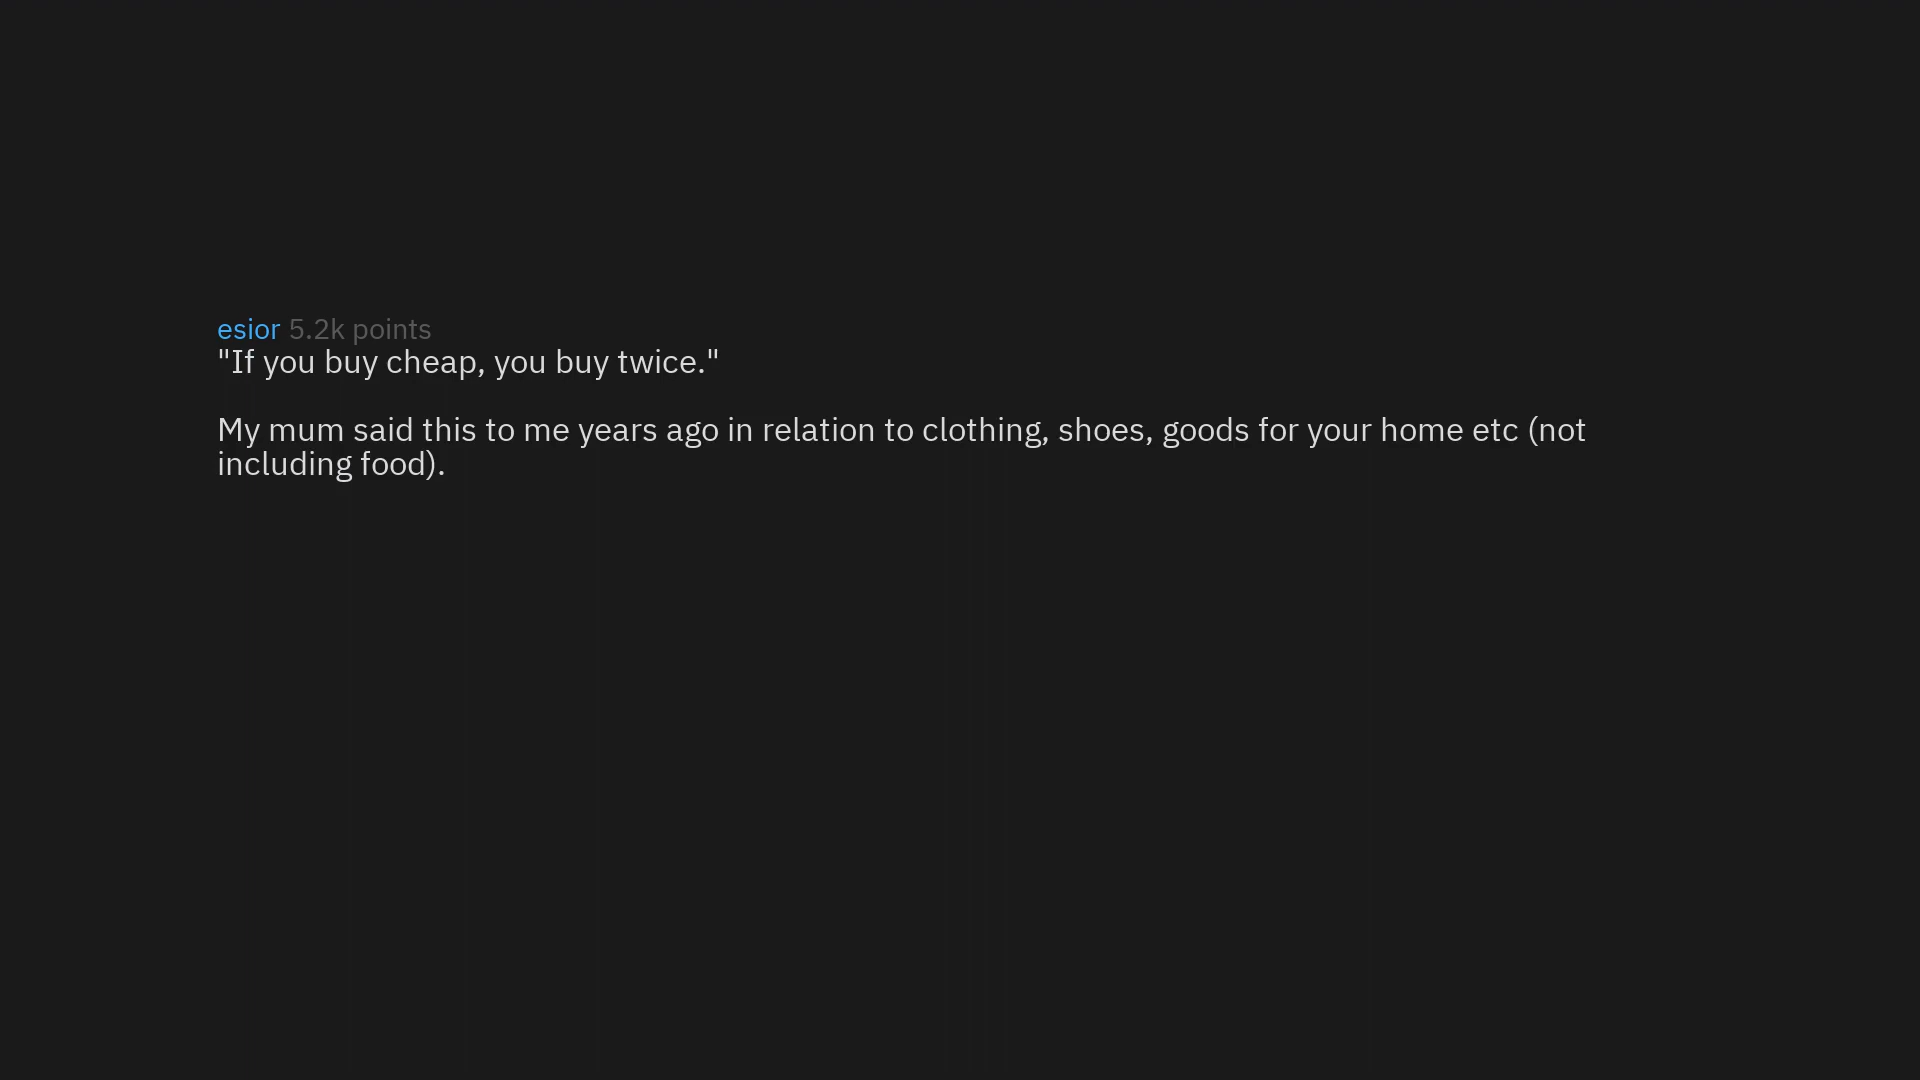 esior 5.2k points
"If you buy cheap, you buy twice."
My mum said this to me years ago in relation to clothing, shoes, goods for your home etc (not
including food).